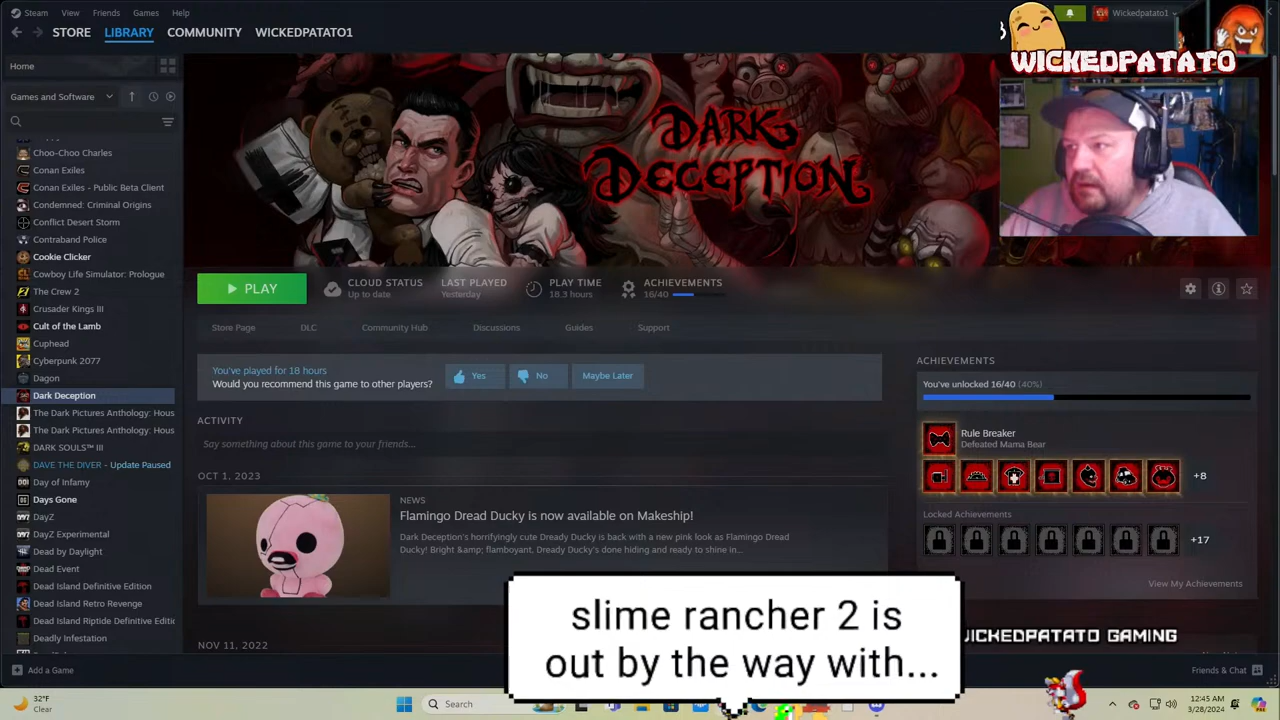 Steam View Friends Games Help
Wickedpatato1
STORE LIBRARY COMMUNITY WICKEDPATATO1
WICKEDPATATO
Home
Games and Software
Choo-Choo Charles
Conan Exiles
Conan Exiles - Public Beta Client
Condemned: Criminal Origins
Conflict Desert Storm
Contraband Police
Cookie Clicker
Cowboy Life Simulator: Prologue
The Crew 2
Crusader Kings III
Cult of the Lamb
Cuphead
Cyberpunk 2077
Dagon
Dark Deception
The Dark Pictures Anthology: Hous
The Dark Pictures Anthology: Hous
DARK SOULS™ III
DAVE THE DIVER - Update Paused
Day of Infamy
Days Gone
DayZ
DayZ Experimental
Dead by Daylight
Dead Event
Dead Island Definitive Edition
Dead Island Retro Revenge
Dead Island Riptide Definitive Editi
Deadly Infestation
Add a Game
DARK
DECEPTION
PLAY
CLOUD STATUS
Up to date
LAST PLAYED
Yesterday
PLAY TIME
18.3 hours
ACHIEVEMENTS
16/40
Store Page DLC Community Hub Discussions Guides Support
You've played for 18 hours
Would you recommend this game to other players?
Yes No Maybe Later
ACTIVITY
Say something about this game to your friends...
OCT 1, 2023
NEWS
Flamingo Dread Ducky is now available on Makeship!
Dark Deception's horrifyingly cute Dready Ducky is back with a new pink look as Flamingo Dread
Ducky! Bright &amp; flamboyant, Dready Ducky's done hiding and ready to shine in...
NOV 11, 2022
ACHIEVEMENTS
You've unlocked 16/40 (40%)
Rule Breaker
Defeated Mama Bear
+8
Locked Achievements
+17
View My Achievements
slime rancher 2 is
out by the way with...
WICKEDPATATO GAMING
Friends & Chat
32°F
Clear
Search
12:45 AM
3/28/2024